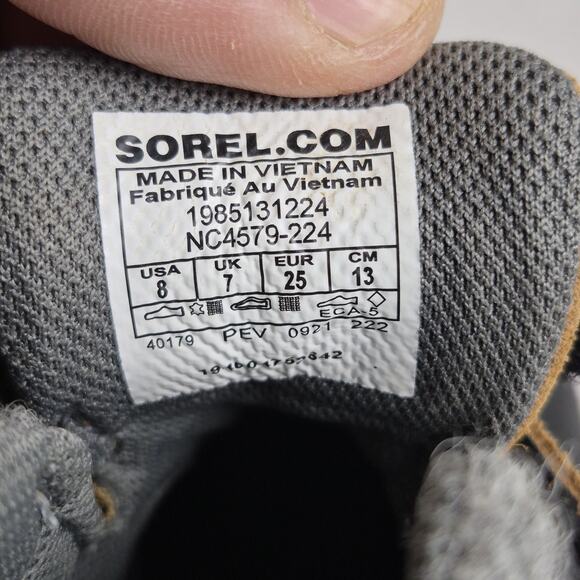 SOREL.COM
MADE IN VIETNAM
Fabriqué Au Vietnam
1985131224
NC4579-224
USA UK EUR CM
8 7 25 13
ECA-5
40179 PEV 0921 222